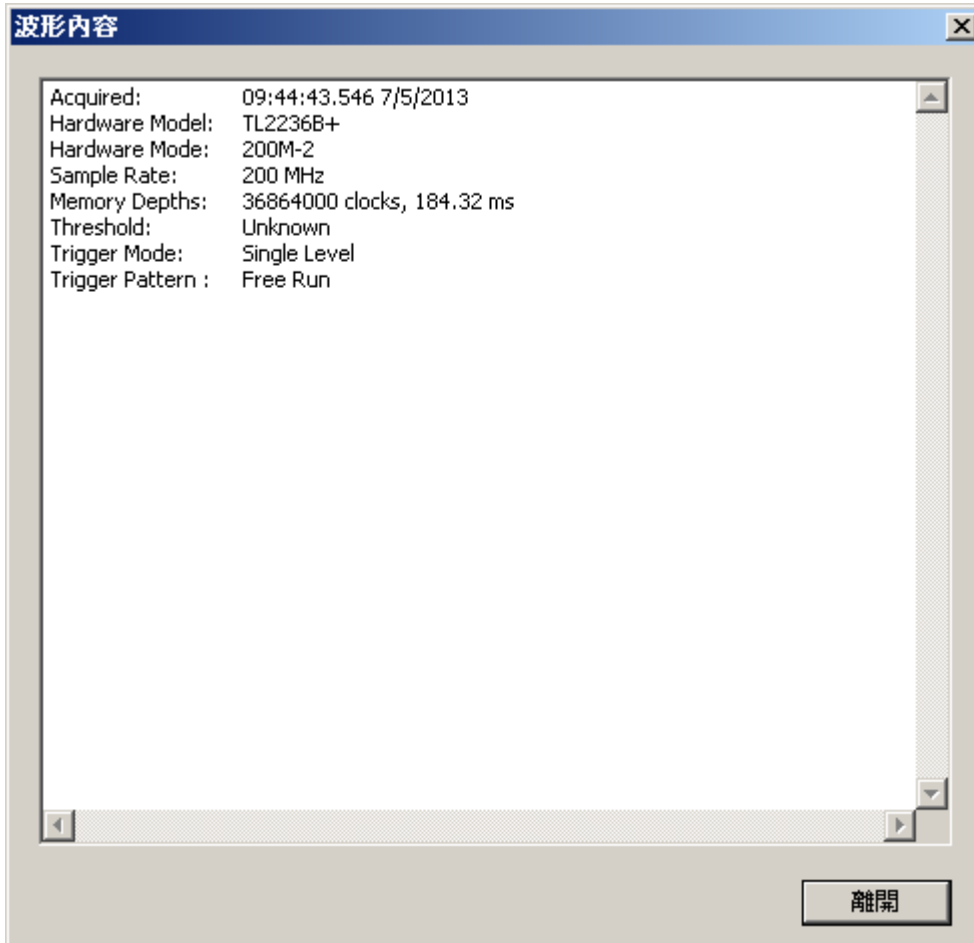 波形內容
Acquired: 09:44:43.546 7/5/2013
Hardware Model: TL2236B+
Hardware Mode: 200M-2
Sample Rate: 200 MHz
Memory Depths: 36864000 clocks, 184.32 ms
Threshold: Unknown
Trigger Mode: Single Level
Trigger Pattern : Free Run
離開